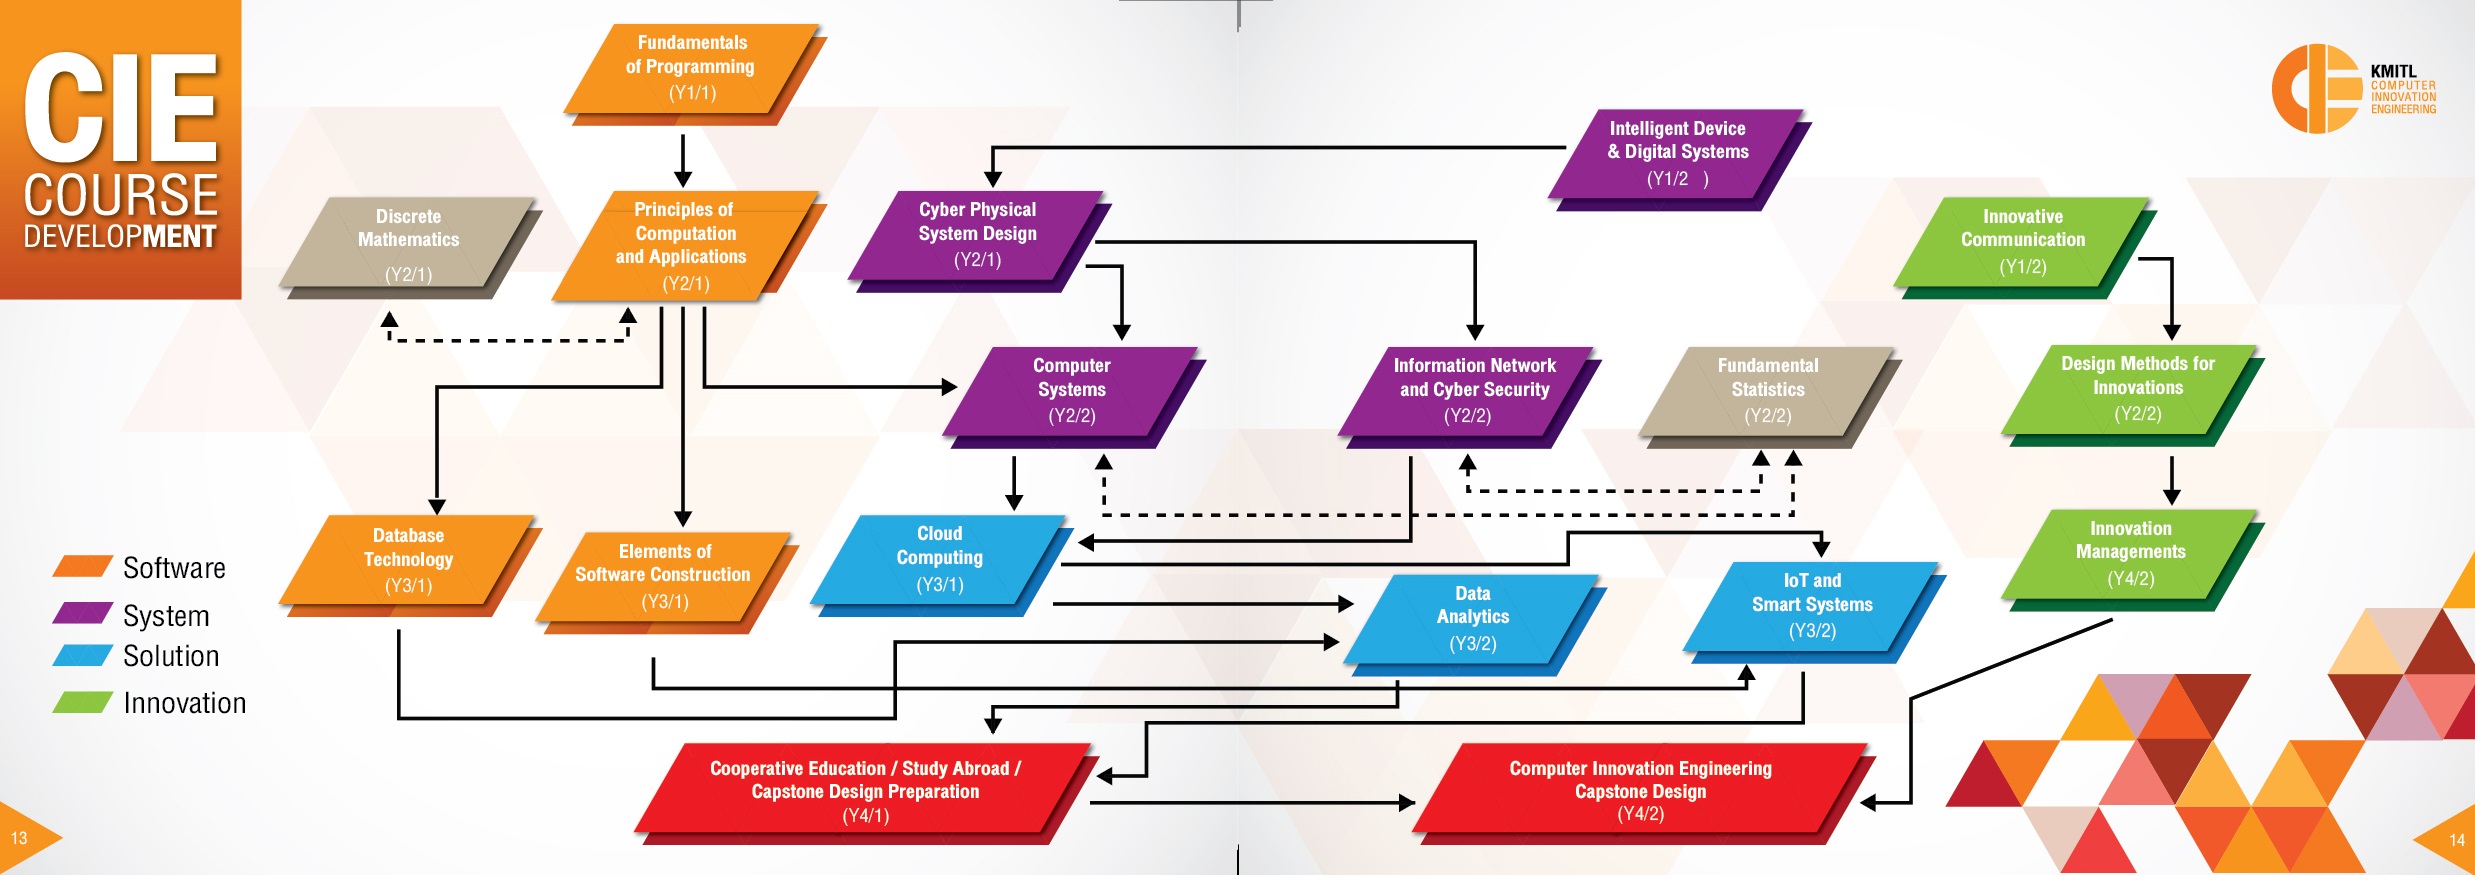 CIE
COURSE
DEVELOPMENT
Fundamentals
of Programming
(Y1/1)
KMITL
COMPUTER
INNOVATION
ENGINEERING
Intelligent Device
& Digital Systems
(Y1/2 )
Discrete
Mathematics
(Y2/1)
Principles of
Computation
and Applications
(Y2/1)
Cyber Physical
System Design
(Y2/1)
Innovative
Communication
(Y1/2)
Computer
Systems
(Y2/2)
Information Network
and Cyber Security
(Y2/2)
Fundamental
Statistics
(Y2/2)
Design Methods for
Innovations
(Y2/2)
Database
Technology
(Y3/1)
Elements of
Software Construction
(Y3/1)
Cloud
Computing
(Y3/1)
Data
Analytics
(Y3/2)
IoT and
Smart Systems
(Y3/2)
Innovation
Managements
(Y4/2)
Software
System
Solution
Innovation
Cooperative Education / Study Abroad /
Capstone Design Preparation
(Y4/1)
Computer Innovation Engineering
Capstone Design
(Y4/2)
13
14